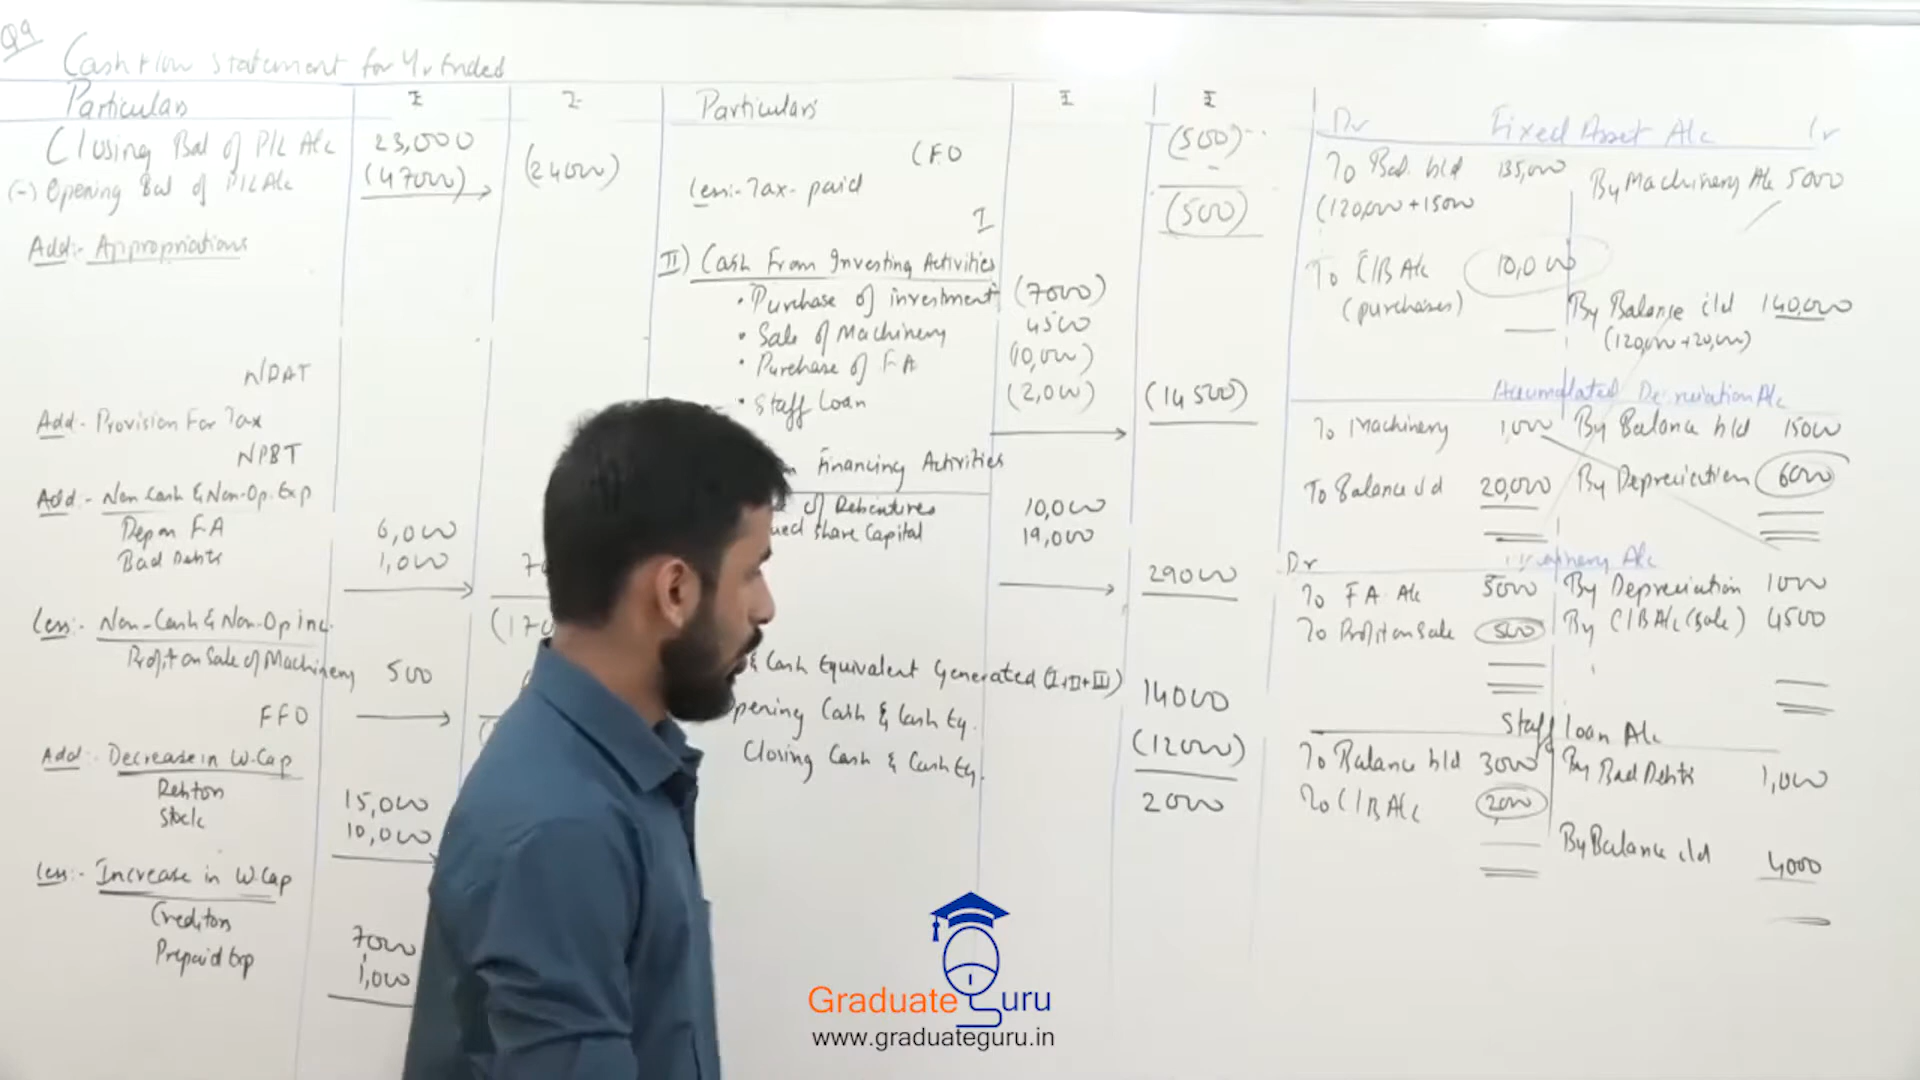 Q9
Cash Flow Statement for Yr Ended
Particulars ₹ ₹
Closing Bal of P/L A/c 23,000
(-) Opening Bal of P/L A/c (47000) (24000)
Add:- Appropriations
NPAT
Add:- Provision For Tax
NPBT
Add:- Non Cash & Non-Op. Exp
Dep on F.A 6,000
Bad Debts 1,000
Less:- Non-Cash & Non-Op inc.
Profit on Sale of Machinery 500
FFO
Add:- Decrease in W.Cap
Debtors 15,000
Stock 10,000
Less:- Increase in W.Cap
Creditors 7000
Prepaid Exp 1,000
Particulars ₹ ₹
CFO (500)
Less:- Tax paid -
I (500)
II) Cash From Investing Activities
• Purchase of investment (7000)
• Sale of Machinery 4500
• Purchase of F.A (10,000)
• Staff Loan (2,000) (14500)
Financing Activities
of Debentures 10,000
Share Capital 19,000
29000
& Cash Equivalent Generated (I+II+III) 14000
Opening Cash & Cash Eq. (12000)
Closing Cash & Cash Eq. 2000
Dr Fixed Asset A/c Cr
To Bal. b/d 135,000 By Machinery A/c 5000
(120,000+15000
To C/B A/c 10,000
(purchases) By Balance c/d 140,000
(120,000+20,000)
Accumulated Depreciation A/c
To Machinery 1000 By Balance b/d 15000
To Balance c/d 20,000 By Depreciation 6000
Dr Machinery A/c
To F.A. A/c 5000 By Depreciation 1000
To Profit on Sale 500 By C/B A/c (Sale) 4500
Staff Loan A/c
To Balance b/d 3000 By Bad Debts 1,000
To C/B A/c 2000
By Balance c/d 4000
Graduate Guru
www.graduateguru.in